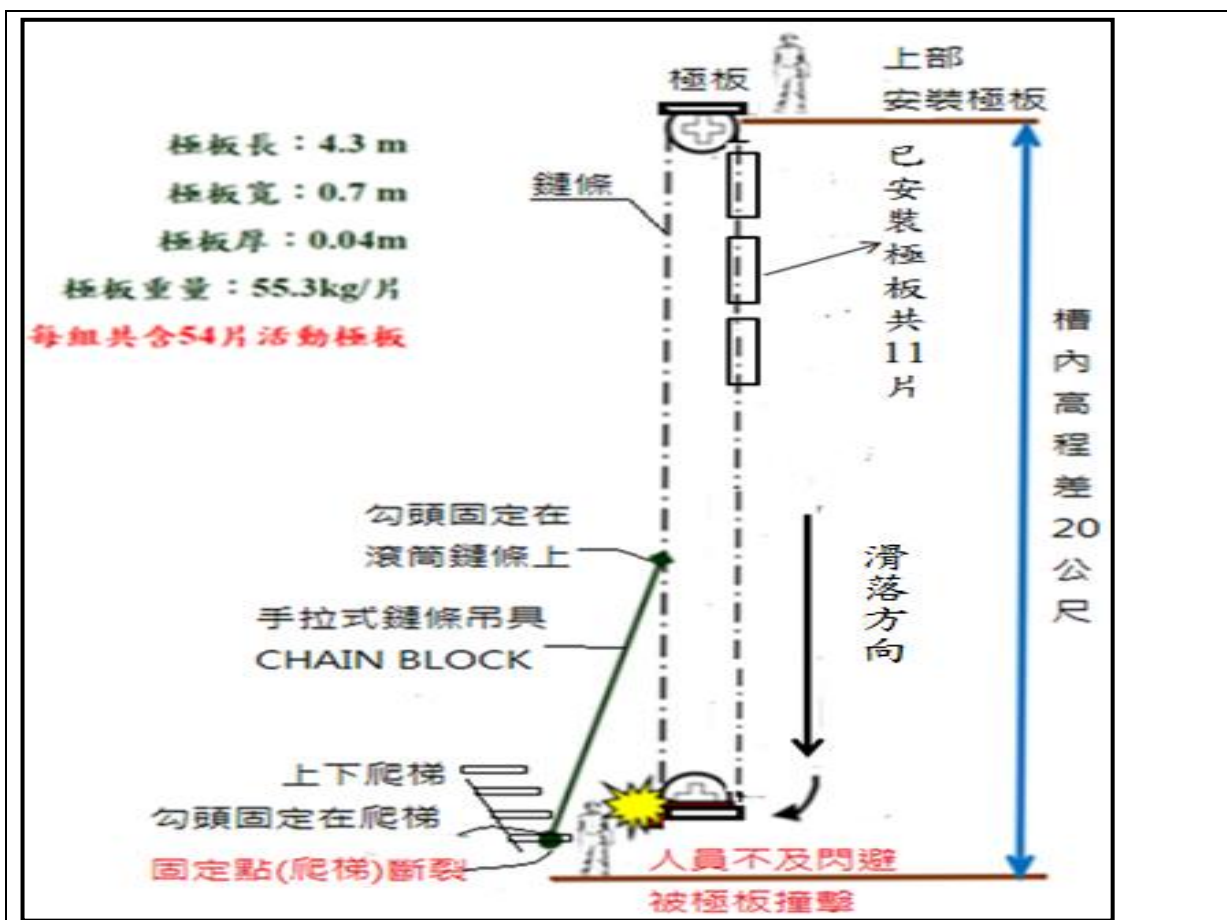 極板
上部
安裝極板
極板長：4.3 m
極板寬：0.7 m
極板厚：0.04m
極板重量：55.3kg/片
每組共含54片活動極板
鏈條
已安裝極板共11片
槽內高程差20公尺
勾頭固定在
滾筒鏈條上
手拉式鏈條吊具
CHAIN BLOCK
滑落方向
上下爬梯
勾頭固定在爬梯
固定點(爬梯)斷裂
人員不及閃避
被極板撞擊